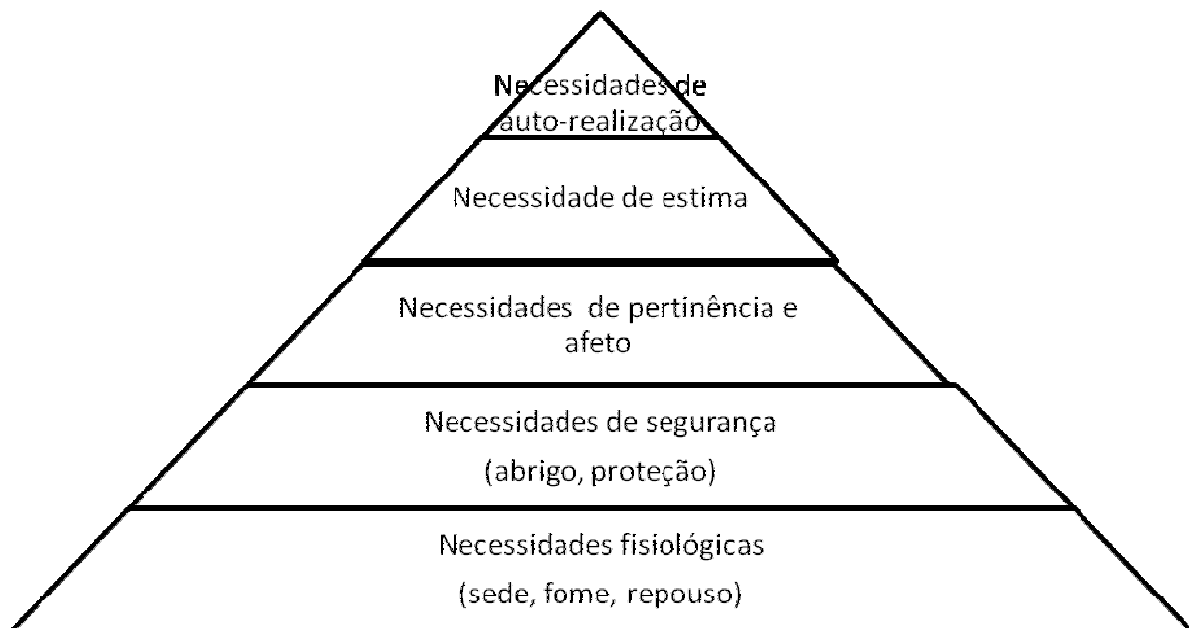 Necessidades de
auto-realização
Necessidade de estima
Necessidades de pertinência e
afeto
Necessidades de segurança
(abrigo, proteção)
Necessidades fisiológicas
(sede, fome, repouso)